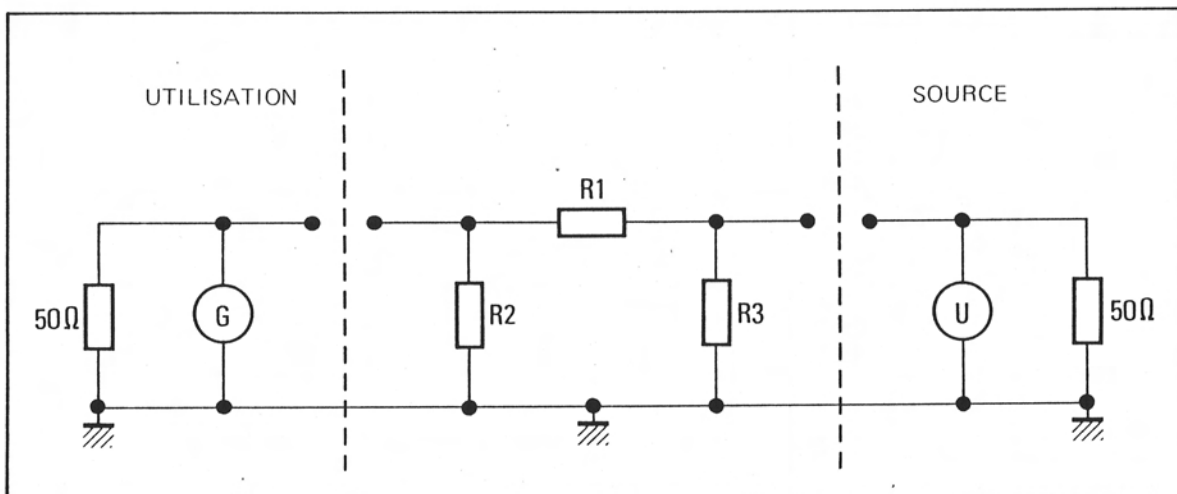 UTILISATION
SOURCE
R1
50Ω
G
R2
R3
U
50Ω